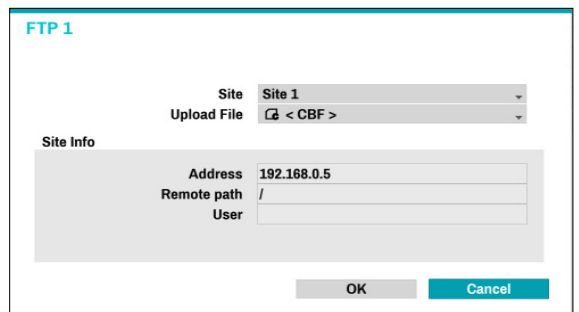 FTP 1
Site Site 1
Upload File < CBF >
Site Info
Address 192.168.0.5
Remote path /
User
OK Cancel